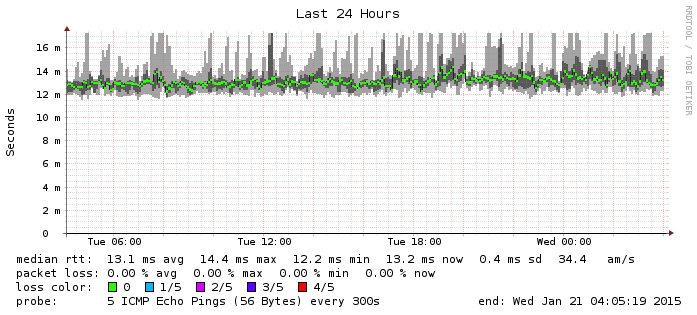 Last 24 Hours
RRDTOOL / TOBI OETIKER
Seconds
16 m
14 m
12 m
10 m
8 m
6 m
4 m
2 m
0
Tue 06:00 Tue 12:00 Tue 18:00 Wed 00:00
median rtt: 13.1 ms avg 14.4 ms max 12.2 ms min 13.2 ms now 0.4 ms sd 34.4 am/s
packet loss: 0.00 % avg 0.00 % max 0.00 % min 0.00 % now
loss color: 0 1/5 2/5 3/5 4/5
probe: 5 ICMP Echo Pings (56 Bytes) every 300s end: Wed Jan 21 04:05:19 2015